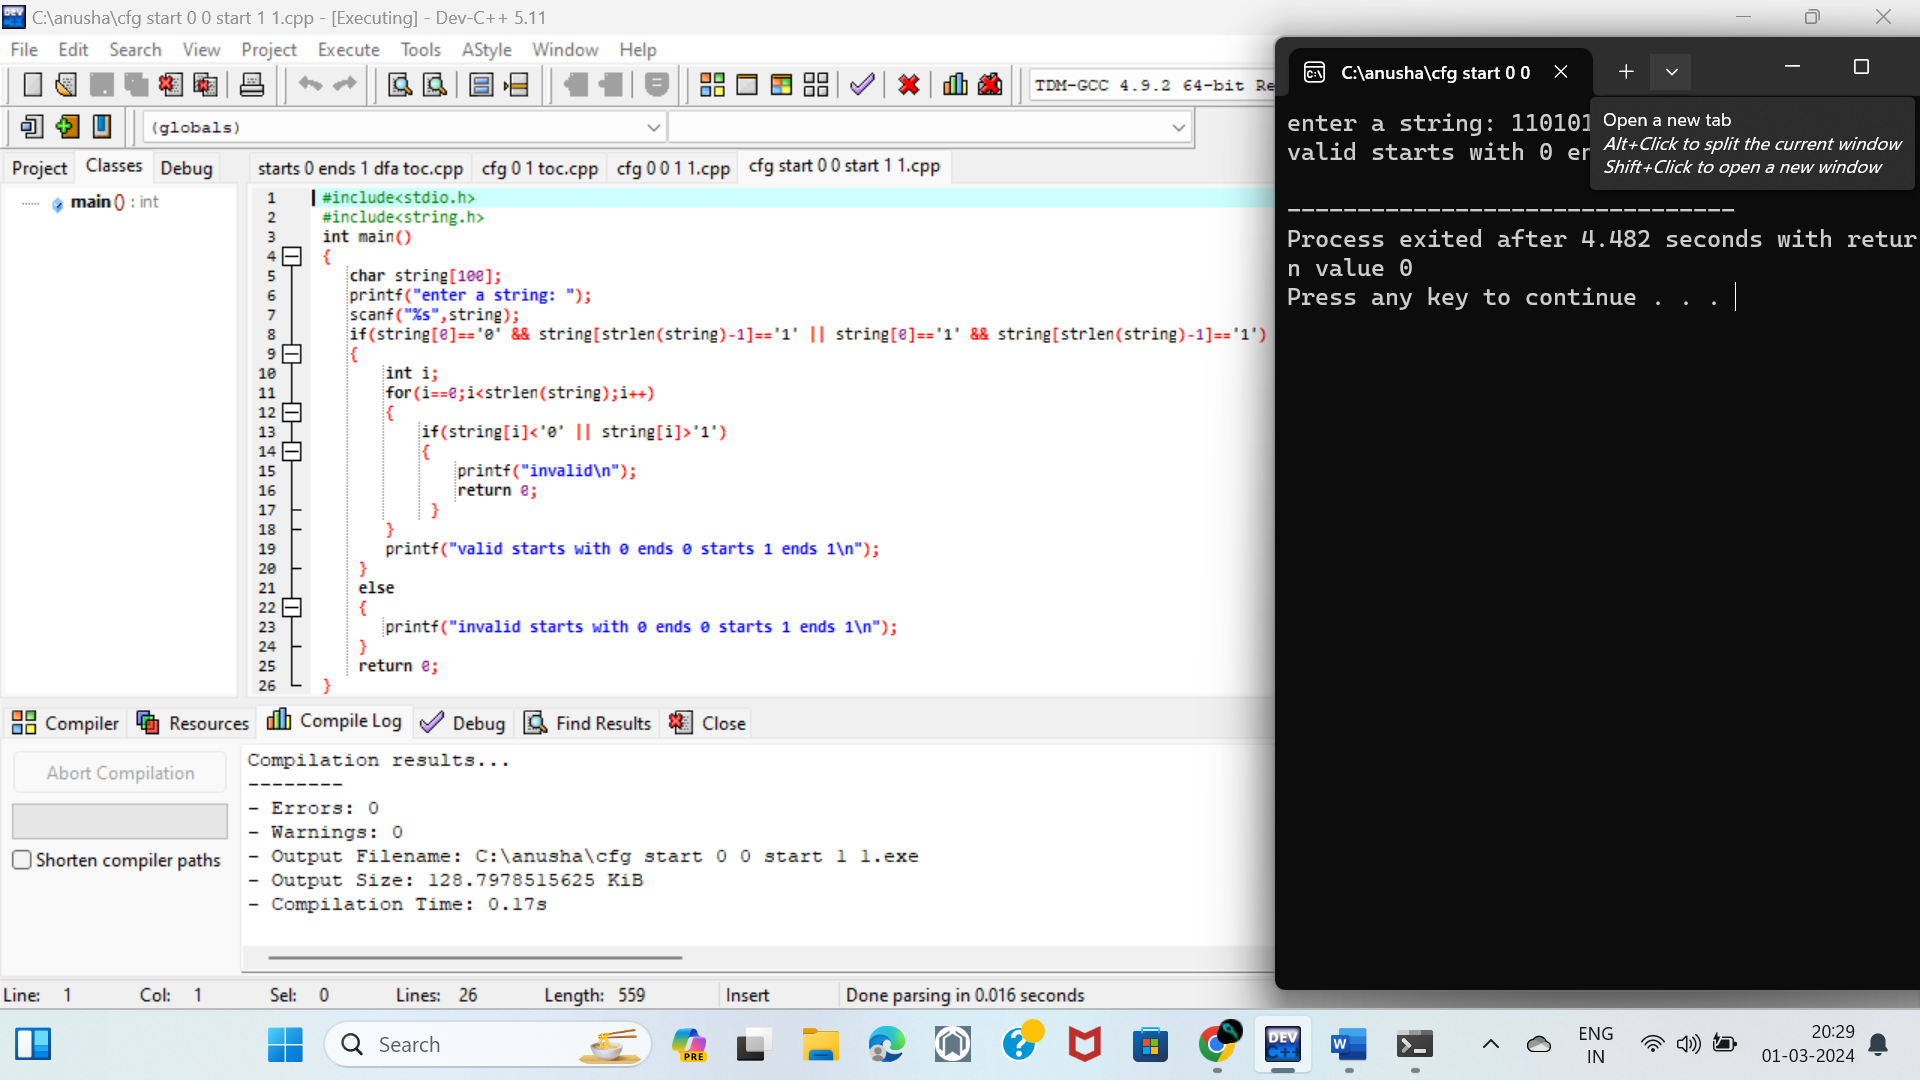 C:\anusha\cfg start 0 0 start 1 1.cpp - [Executing] - Dev-C++ 5.11
File Edit Search View Project Execute Tools AStyle Window Help
TDM-GCC 4.9.2 64-bit Re
(globals)
Project Classes Debug
main () : int
starts 0 ends 1 dfa toc.cpp cfg 0 1 toc.cpp cfg 0 0 1 1.cpp cfg start 0 0 start 1 1.cpp
1 #include<stdio.h>
2 #include<string.h>
3 int main()
4 {
5 char string[100];
6 printf("enter a string: ");
7 scanf("%s",string);
8 if(string[0]=='0' && string[strlen(string)-1]=='1' || string[0]=='1' && string[strlen(string)-1]=='1')
9 {
10 int i;
11 for(i==0;i<strlen(string);i++)
12 {
13 if(string[i]<'0' || string[i]>'1')
14 {
15 printf("invalid\n");
16 return 0;
17 }
18 }
19 printf("valid starts with 0 ends 0 starts 1 ends 1\n");
20 }
21 else
22 {
23 printf("invalid starts with 0 ends 0 starts 1 ends 1\n");
24 }
25 return 0;
26 }
Compiler Resources Compile Log Debug Find Results Close
Abort Compilation
Shorten compiler paths
Compilation results...
--------
- Errors: 0
- Warnings: 0
- Output Filename: C:\anusha\cfg start 0 0 start 1 1.exe
- Output Size: 128.7978515625 KiB
- Compilation Time: 0.17s
Line: 1 Col: 1 Sel: 0 Lines: 26 Length: 559 Insert Done parsing in 0.016 seconds
C:\anusha\cfg start 0 0
enter a string: 110101
valid starts with 0 en
Open a new tab
Alt+Click to split the current window
Shift+Click to open a new window
--------------------------------
Process exited after 4.482 seconds with retur
n value 0
Press any key to continue . . .
Search
PRE
DEV
C++
W
ENG
IN
20:29
01-03-2024